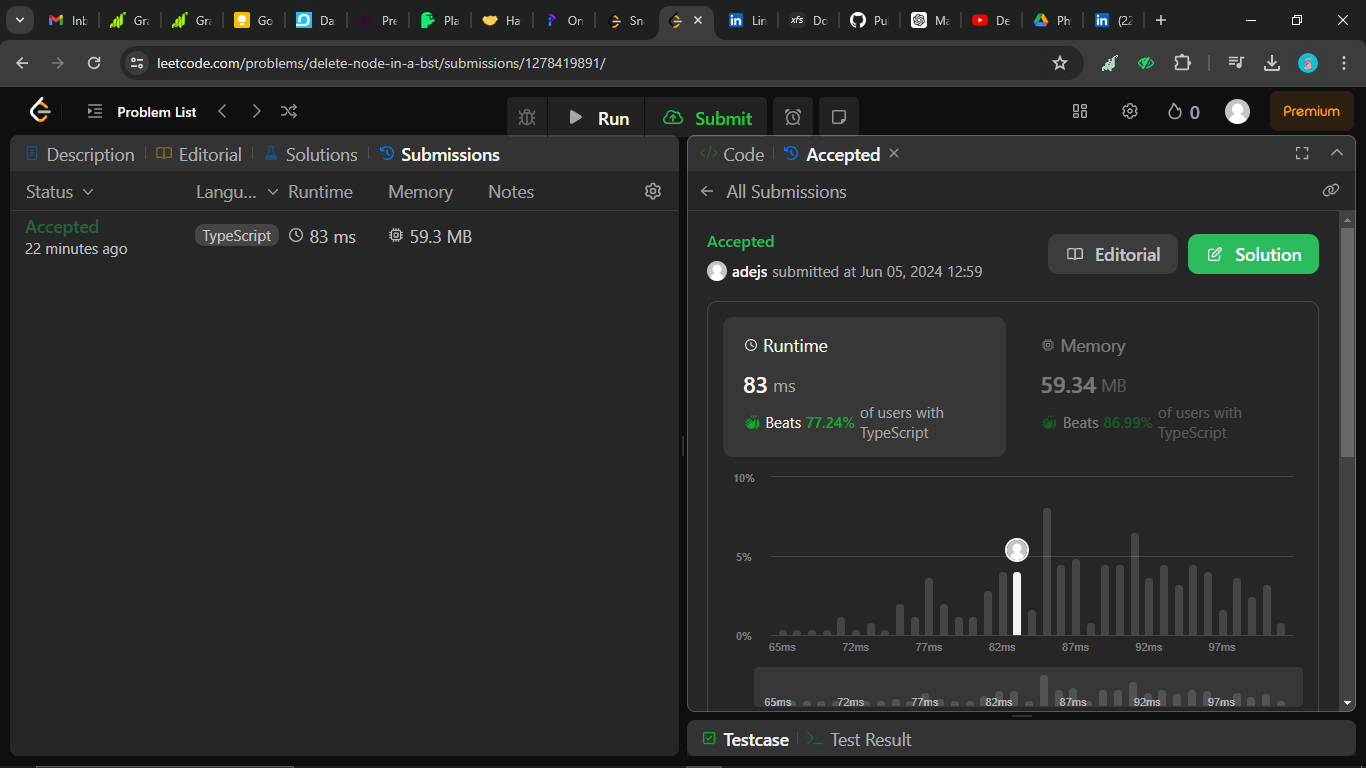 Inb Gra Gra Go Da Pre Pla Ha On Sna Lin Do Pul Ma De Ph (22
leetcode.com/problems/delete-node-in-a-bst/submissions/1278419891/
Problem List Run Submit 0 Premium
Description Editorial Solutions Submissions
Status Langu... Runtime Memory Notes
Accepted TypeScript 83 ms 59.3 MB
22 minutes ago
Code Accepted
All Submissions
Accepted
adejs submitted at Jun 05, 2024 12:59
Editorial Solution
Runtime
83 ms
Beats 77.24% of users with
TypeScript
Memory
59.34 MB
Beats 86.99% of users with
TypeScript
10%
5%
0%
65ms 72ms 77ms 82ms 87ms 92ms 97ms
65ms 72ms 77ms 82ms 87ms 92ms 97ms
Testcase Test Result